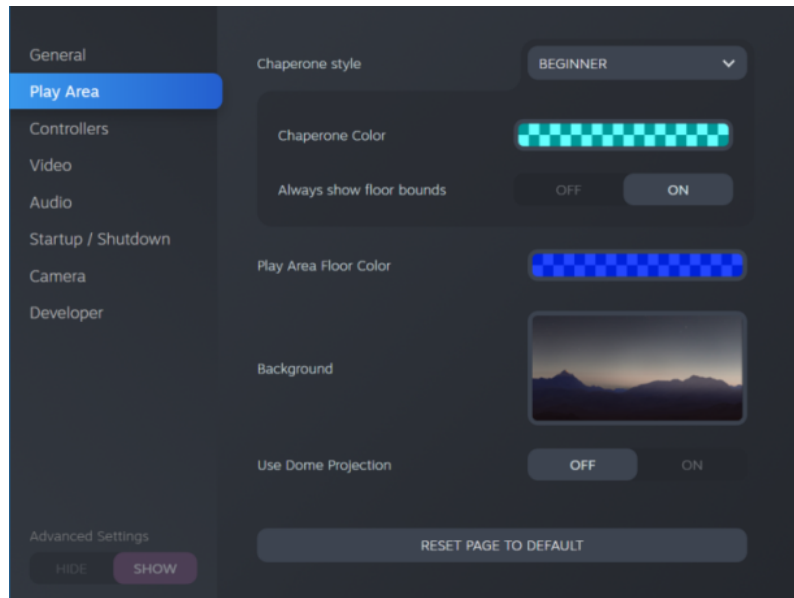 General
Play Area
Controllers
Video
Audio
Startup / Shutdown
Camera
Developer
Advanced Settings
HIDE SHOW
Chaperone style BEGINNER
Chaperone Color
Always show floor bounds OFF ON
Play Area Floor Color
Background
Use Dome Projection OFF ON
RESET PAGE TO DEFAULT